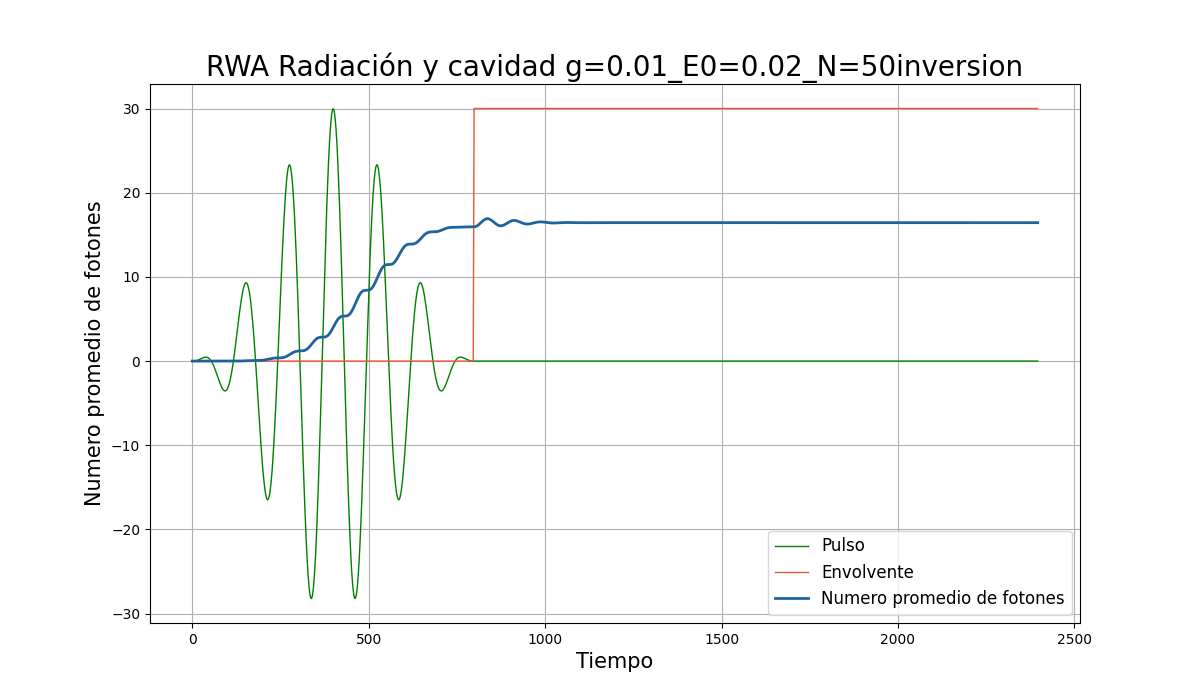 RWA Radiación y cavidad g=0.01_E0=0.02_N=50inversion
Numero promedio de fotones
30
20
10
0
−10
−20
−30
0
500
1000
1500
2000
2500
Tiempo
Pulso
Envolvente
Numero promedio de fotones